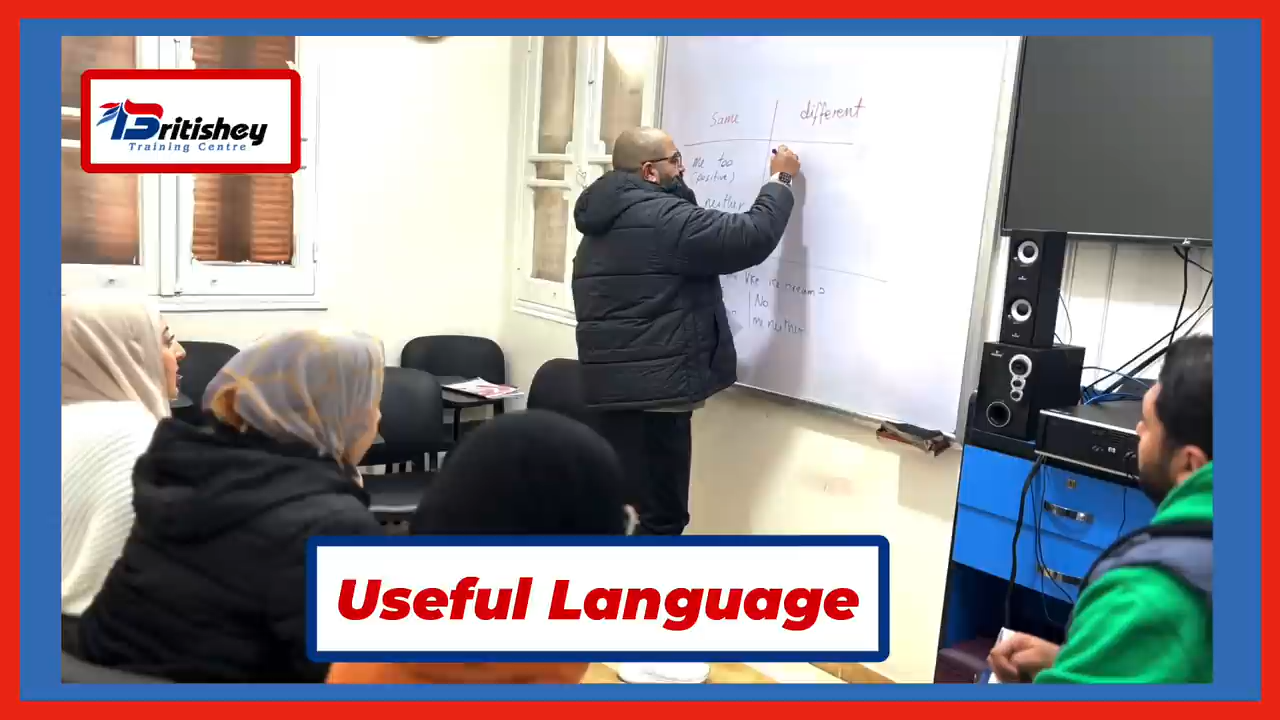 Britishey
Training Centre
Same
different
me too
(positive)
neither
like ice cream?
No
me neither
Useful Language